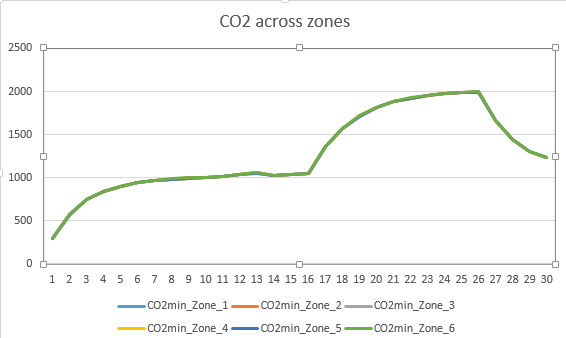 CO2 across zones
2500
2000
1500
1000
500
0
1 2 3 4 5 6 7 8 9 10 11 12 13 14 15 16 17 18 19 20 21 22 23 24 25 26 27 28 29 30
CO2min_Zone_1 CO2min_Zone_2 CO2min_Zone_3
CO2min_Zone_4 CO2min_Zone_5 CO2min_Zone_6